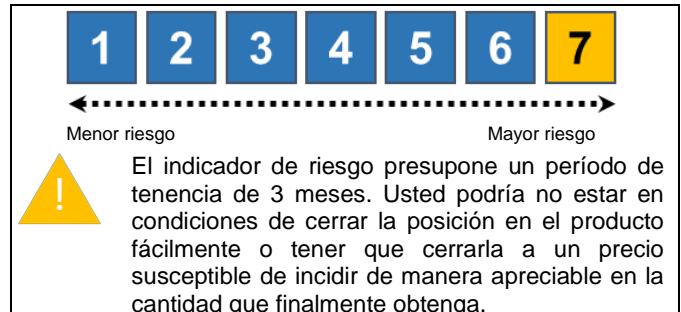 1 2 3 4 5 6 7
Menor riesgo Mayor riesgo
!
El indicador de riesgo presupone un período de
tenencia de 3 meses. Usted podría no estar en
condiciones de cerrar la posición en el producto
fácilmente o tener que cerrarla a un precio
susceptible de incidir de manera apreciable en la
cantidad que finalmente obtenga.